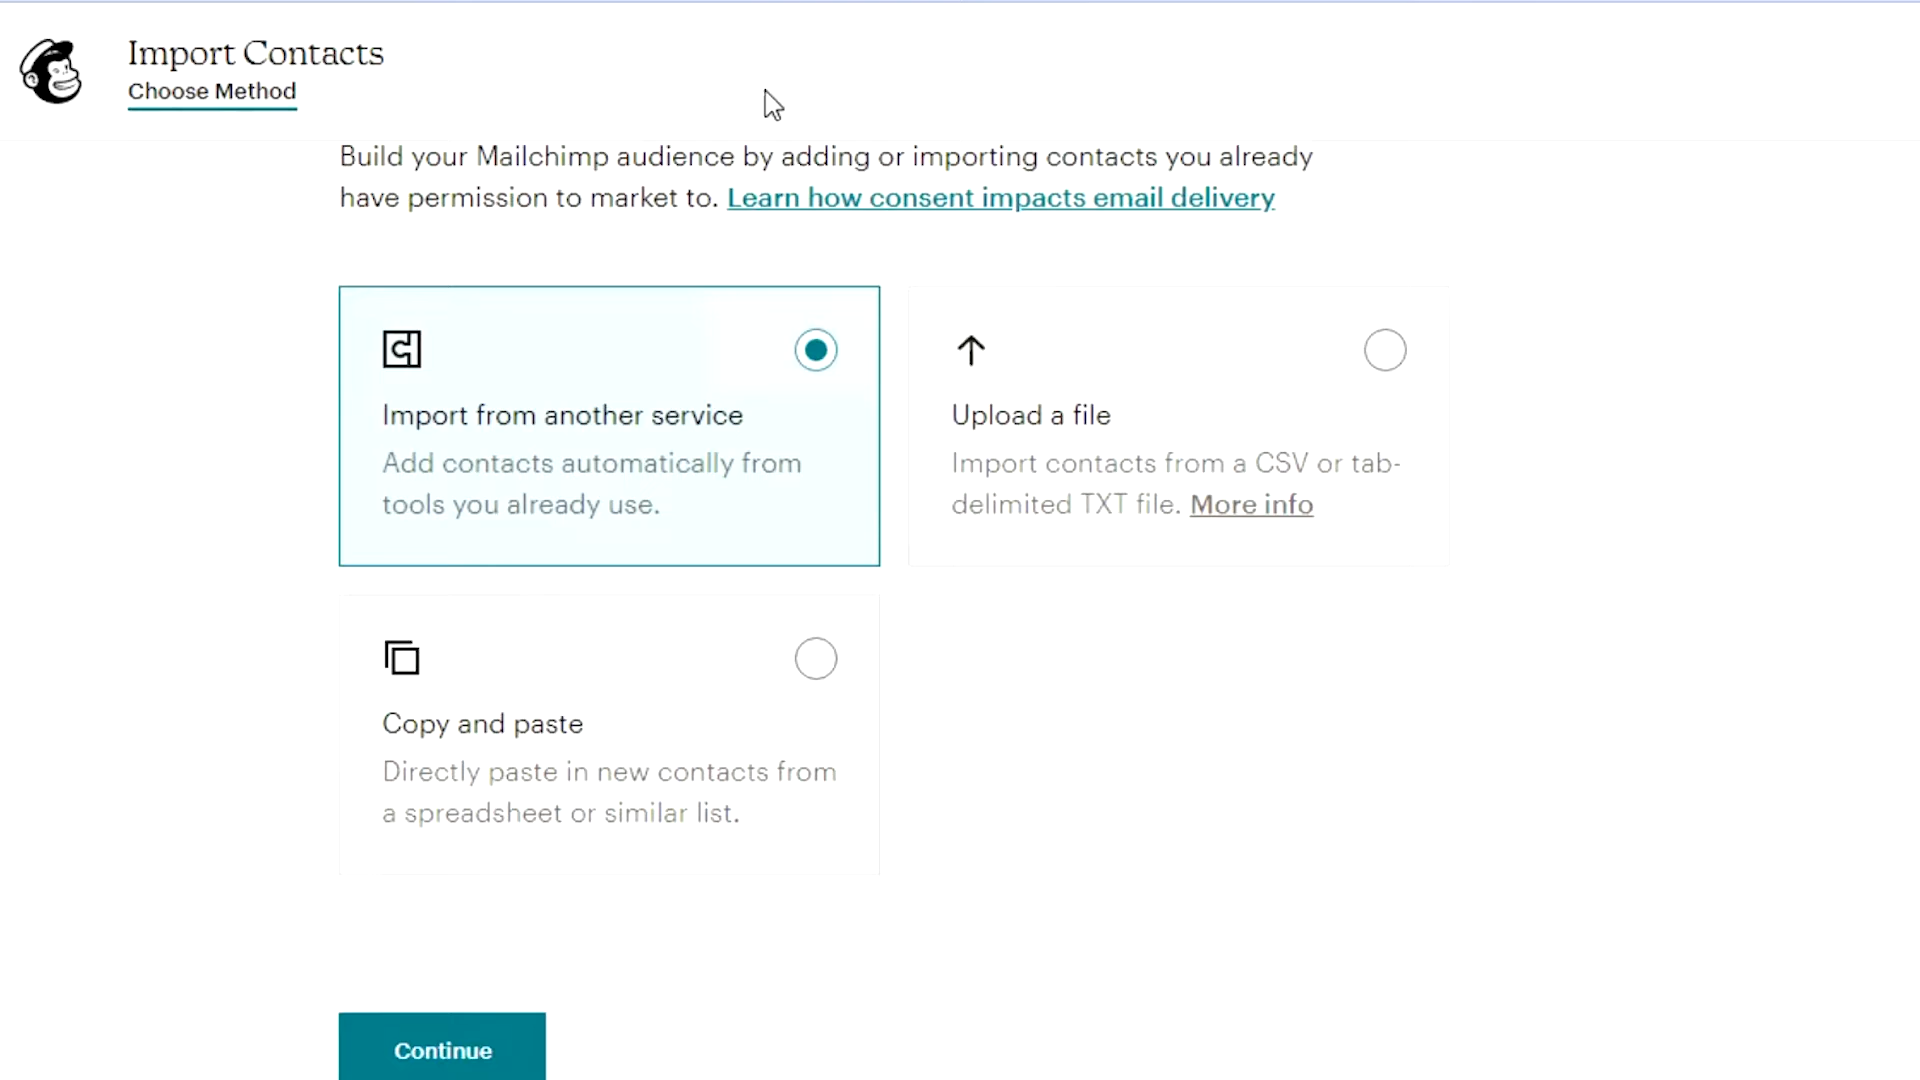 Import Contacts
Choose Method
Build your Mailchimp audience by adding or importing contacts you already
have permission to market to. Learn how consent impacts email delivery
Import from another service
Add contacts automatically from
tools you already use.
Upload a file
Import contacts from a CSV or tab-
delimited TXT file. More info
Copy and paste
Directly paste in new contacts from
a spreadsheet or similar list.
Continue